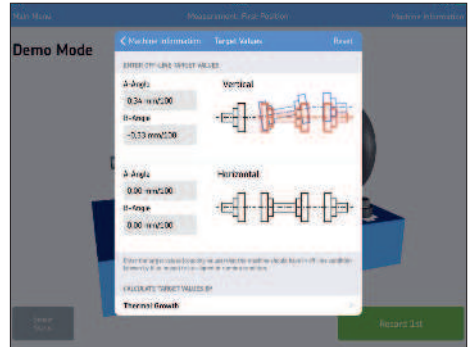 Main Menu Measurement: First Position Machine Information
Demo Mode
< Machine Information Target Values Reset
ENTER OFF-LINE TARGET VALUES
A-Angle Vertical
0.34 mm/100
B-Angle
-0.33 mm/100
A-Angle Horizontal
0.00 mm/100
B-Angle
0.00 mm/100
CALCULATE TARGET VALUES BY
Thermal Growth
Record 1st